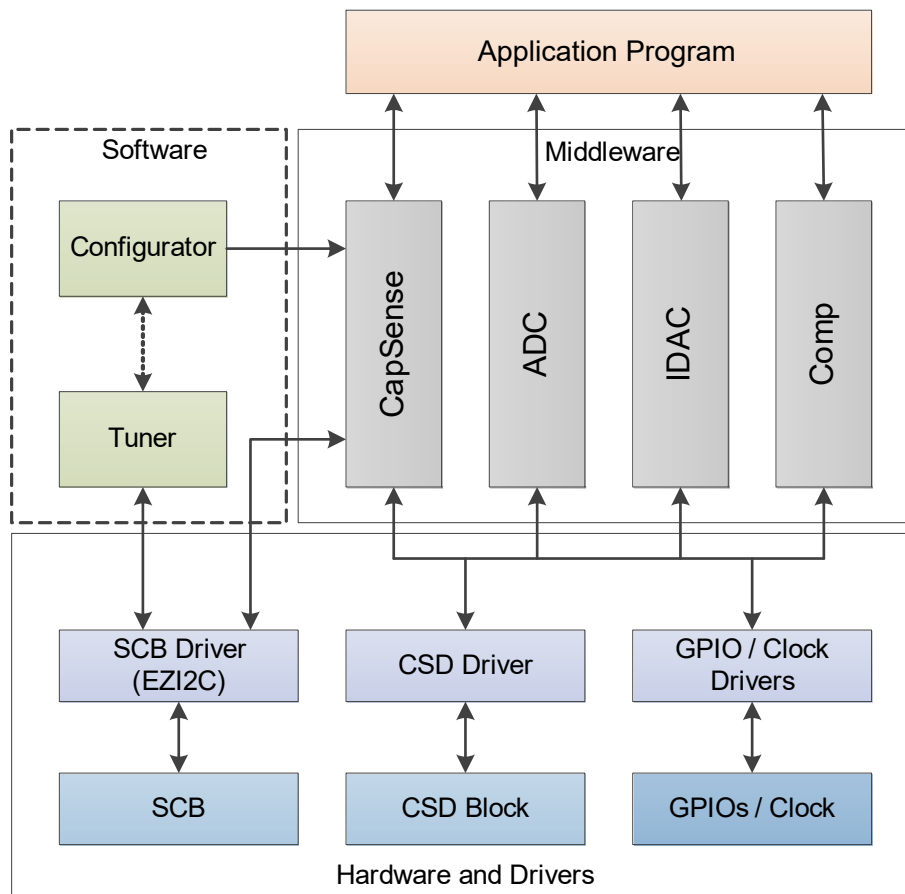 Application Program
Software
Middleware
Configurator
Tuner
CapSense
ADC
IDAC
Comp
SCB Driver
(EZI2C)
CSD Driver
GPIO / Clock
Drivers
SCB
CSD Block
GPIOs / Clock
Hardware and Drivers